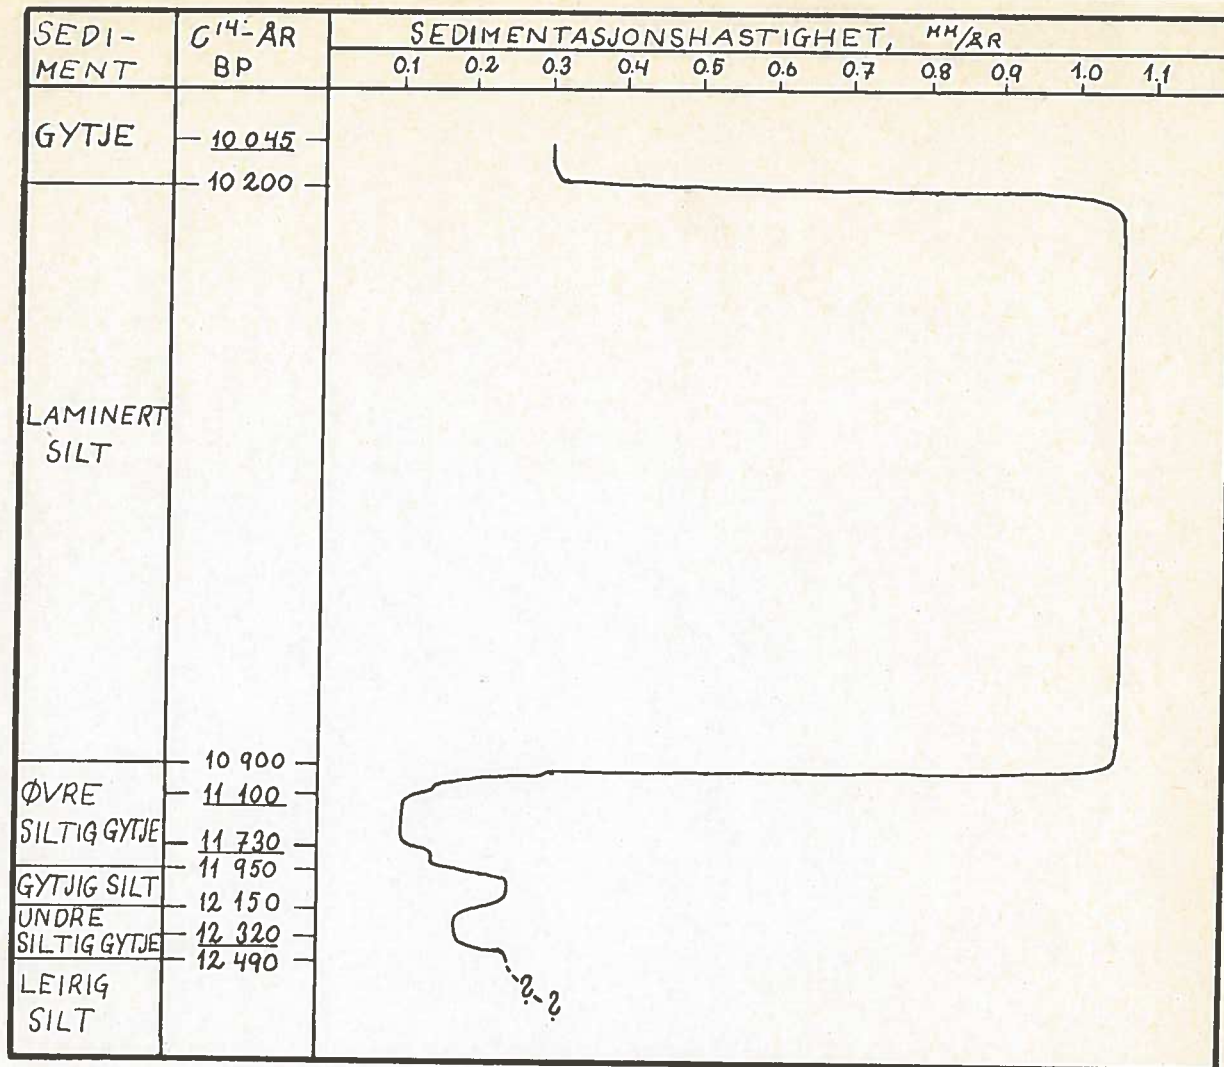 SEDI-
MENT
C14-ÅR
BP
SEDIMENTASJONSHASTIGHET, MM/ÅR
0.1 0.2 0.3 0.4 0.5 0.6 0.7 0.8 0.9 1.0 1.1
GYTJE
10 045
10 200
LAMINERT
SILT
10 900
ØVRE
SILTIG GYTJE
11 100
11 730
11 950
GYTJIG SILT
12 150
UNDRE
SILTIG GYTJE
12 320
12 490
LEIRIG
SILT
?-?